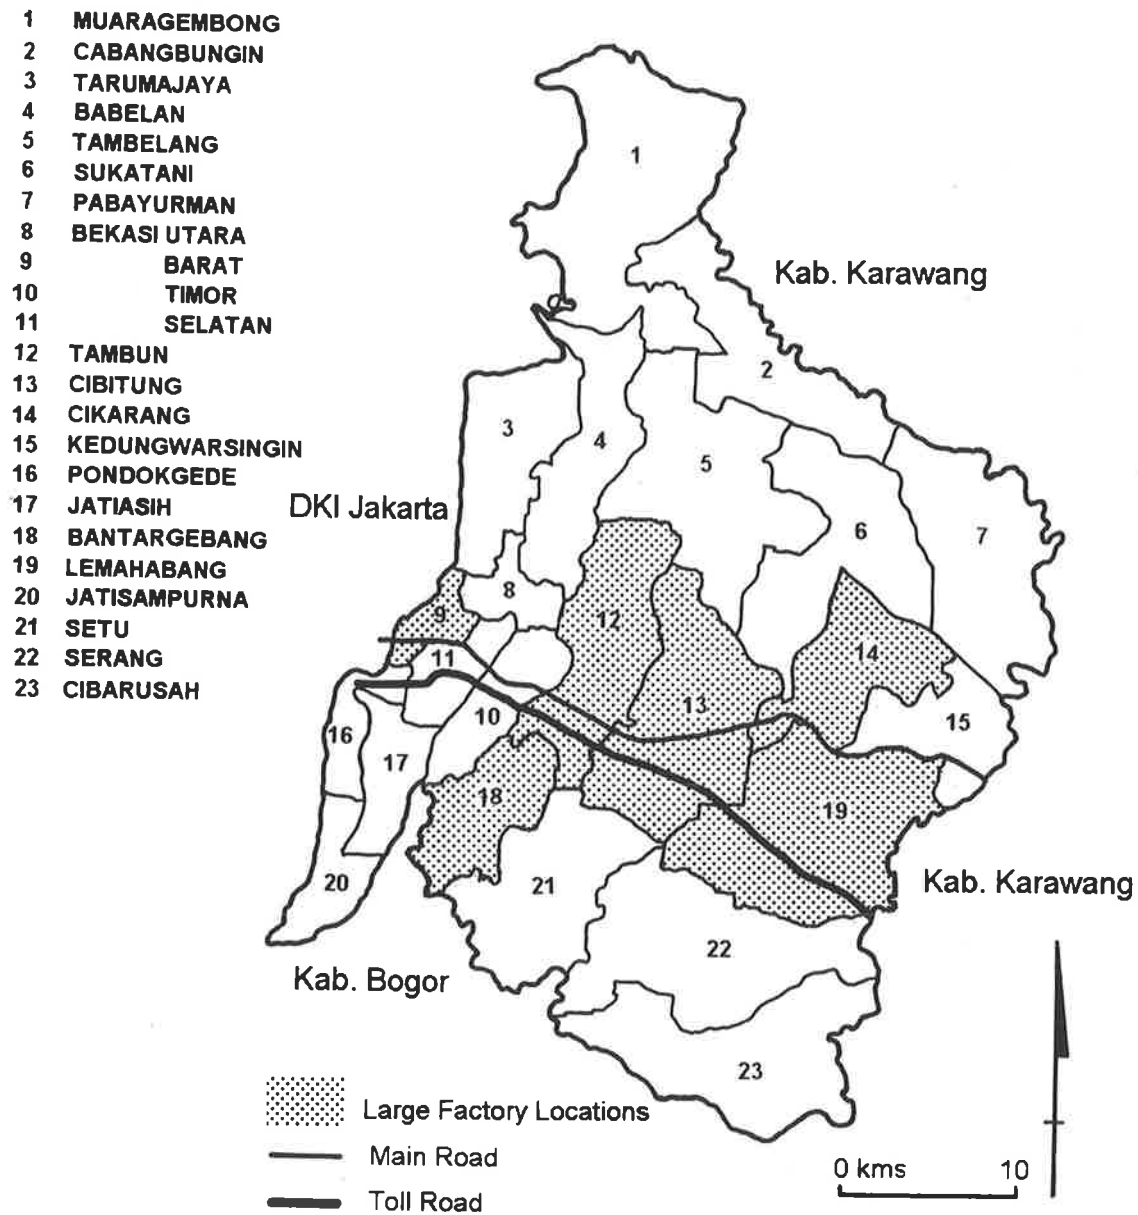 1 MUARAGEMBONG
2 CABANGBUNGIN
3 TARUMAJAYA
4 BABELAN
5 TAMBELANG
6 SUKATANI
7 PABAYURMAN
8 BEKASI UTARA
9 BARAT
10 TIMOR
11 SELATAN
12 TAMBUN
13 CIBITUNG
14 CIKARANG
15 KEDUNGWARSINGIN
16 PONDOKGEDE
17 JATIASIH
18 BANTARGEBANG
19 LEMAHABANG
20 JATISAMPURNA
21 SETU
22 SERANG
23 CIBARUSAH
1
Kab. Karawang
2
3
4
5
DKI Jakarta
6
7
8
9
12
11
14
13
10
15
16
17
18
19
20
21
Kab. Karawang
22
Kab. Bogor
23
Large Factory Locations
Main Road
Toll Road
0 kms 10